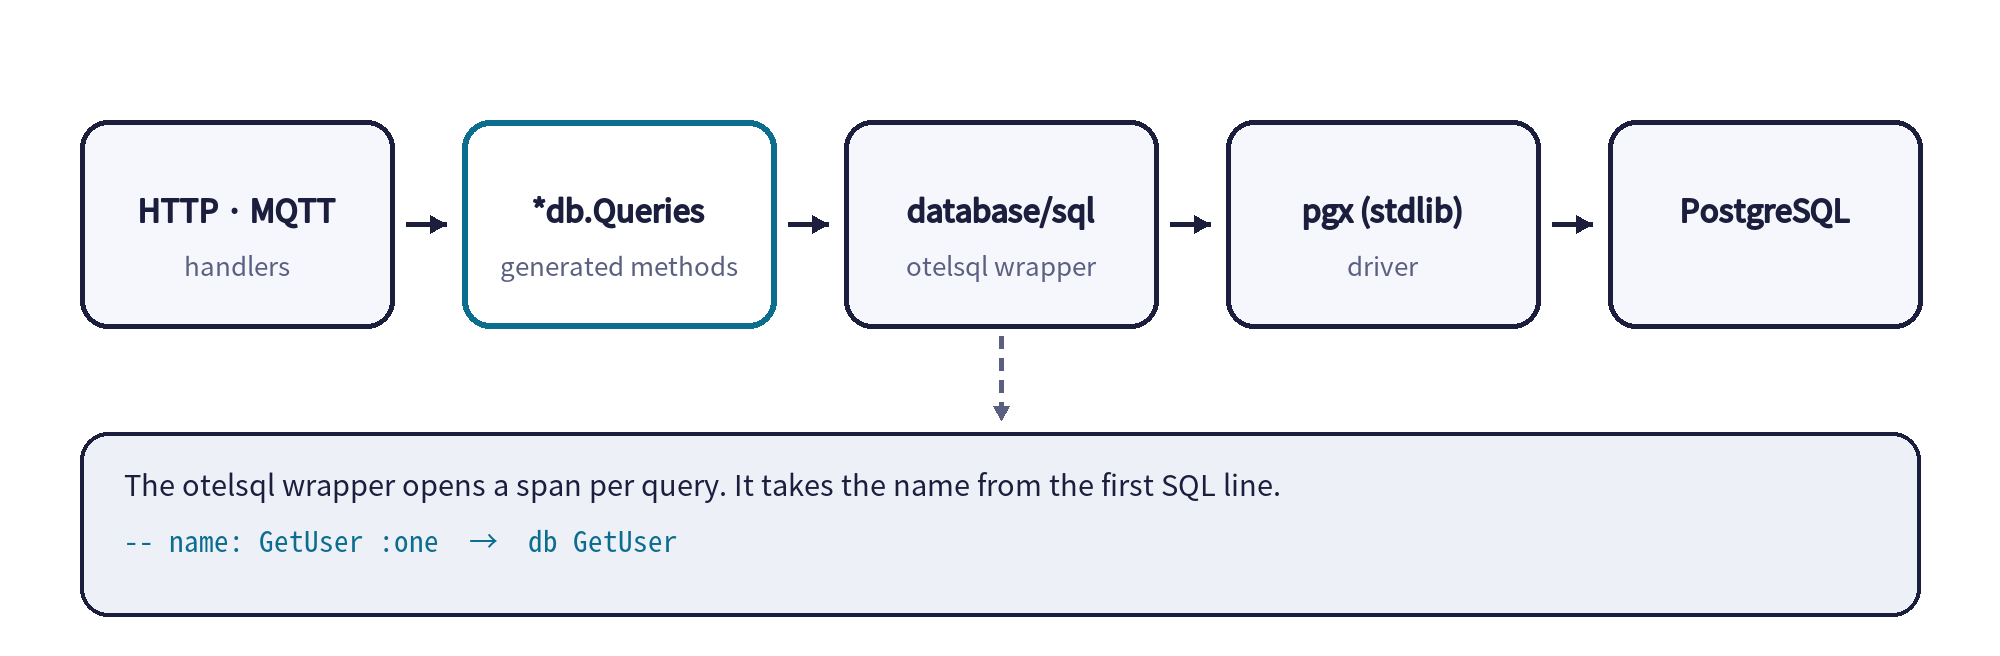 HTTP · MQTT
handlers
*db.Queries
generated methods
database/sql
otelsql wrapper
pgx (stdlib)
driver
PostgreSQL
The otelsql wrapper opens a span per query. It takes the name from the first SQL line.
-- name: GetUser :one → db GetUser